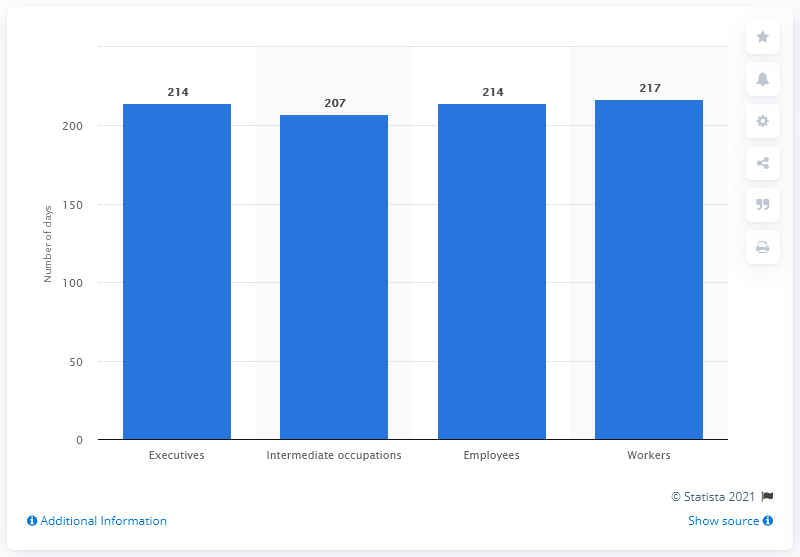 214
207
214
217
200
150
100
50
0
Number of days
Executives
Intermediate occupations
Employees
Workers
© Statista 2021
Additional Information
Show source